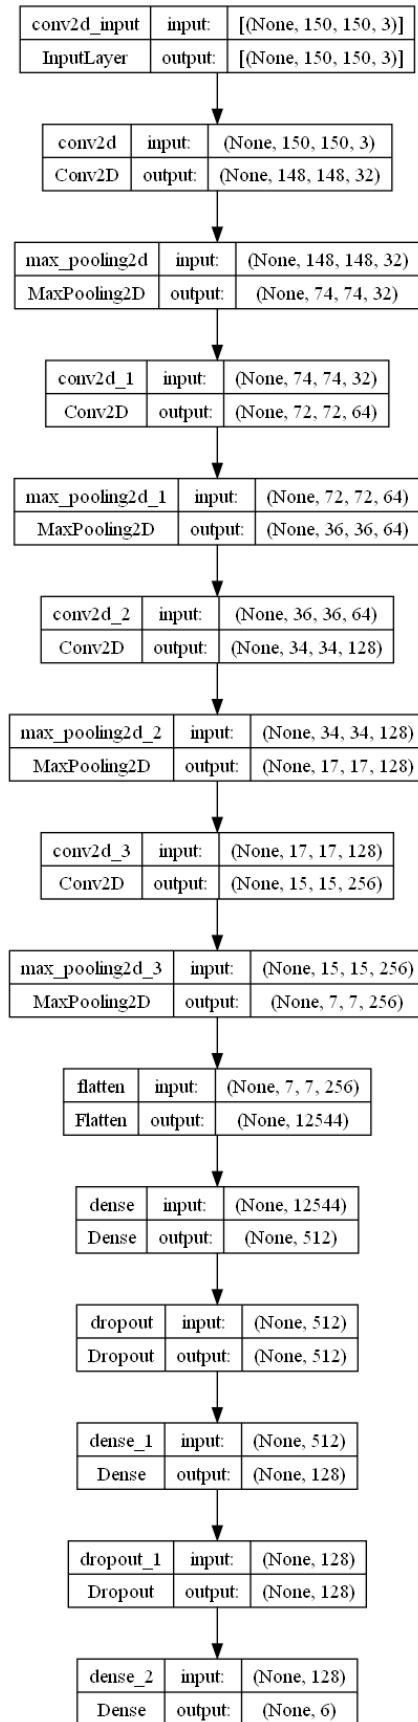 conv2d_input input: [(None, 150, 150, 3)]
InputLayer output: [(None, 150, 150, 3)]
conv2d input: (None, 150, 150, 3)
Conv2D output: (None, 148, 148, 32)
max_pooling2d input: (None, 148, 148, 32)
MaxPooling2D output: (None, 74, 74, 32)
conv2d_1 input: (None, 74, 74, 32)
Conv2D output: (None, 72, 72, 64)
max_pooling2d_1 input: (None, 72, 72, 64)
MaxPooling2D output: (None, 36, 36, 64)
conv2d_2 input: (None, 36, 36, 64)
Conv2D output: (None, 34, 34, 128)
max_pooling2d_2 input: (None, 34, 34, 128)
MaxPooling2D output: (None, 17, 17, 128)
conv2d_3 input: (None, 17, 17, 128)
Conv2D output: (None, 15, 15, 256)
max_pooling2d_3 input: (None, 15, 15, 256)
MaxPooling2D output: (None, 7, 7, 256)
flatten input: (None, 7, 7, 256)
Flatten output: (None, 12544)
dense input: (None, 12544)
Dense output: (None, 512)
dropout input: (None, 512)
Dropout output: (None, 512)
dense_1 input: (None, 512)
Dense output: (None, 128)
dropout_1 input: (None, 128)
Dropout output: (None, 128)
dense_2 input: (None, 128)
Dense output: (None, 6)